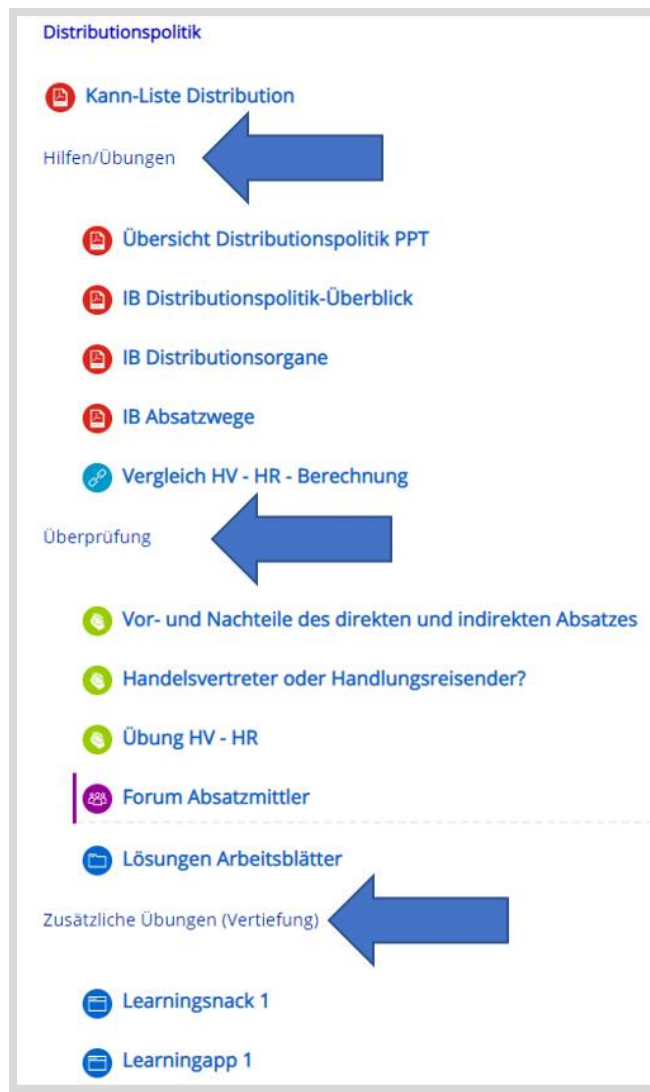 Distributionspolitik
Kann-Liste Distribution
Hilfen/Übungen
Übersicht Distributionspolitik PPT
IB Distributionspolitik-Überblick
IB Distributionsorgane
IB Absatzwege
Vergleich HV - HR - Berechnung
Überprüfung
Vor- und Nachteile des direkten und indirekten Absatzes
Handelsvertreter oder Handlungsreisender?
Übung HV - HR
Forum Absatzmittler
Lösungen Arbeitsblätter
Zusätzliche Übungen (Vertiefung)
Learningsnack 1
Learningapp 1